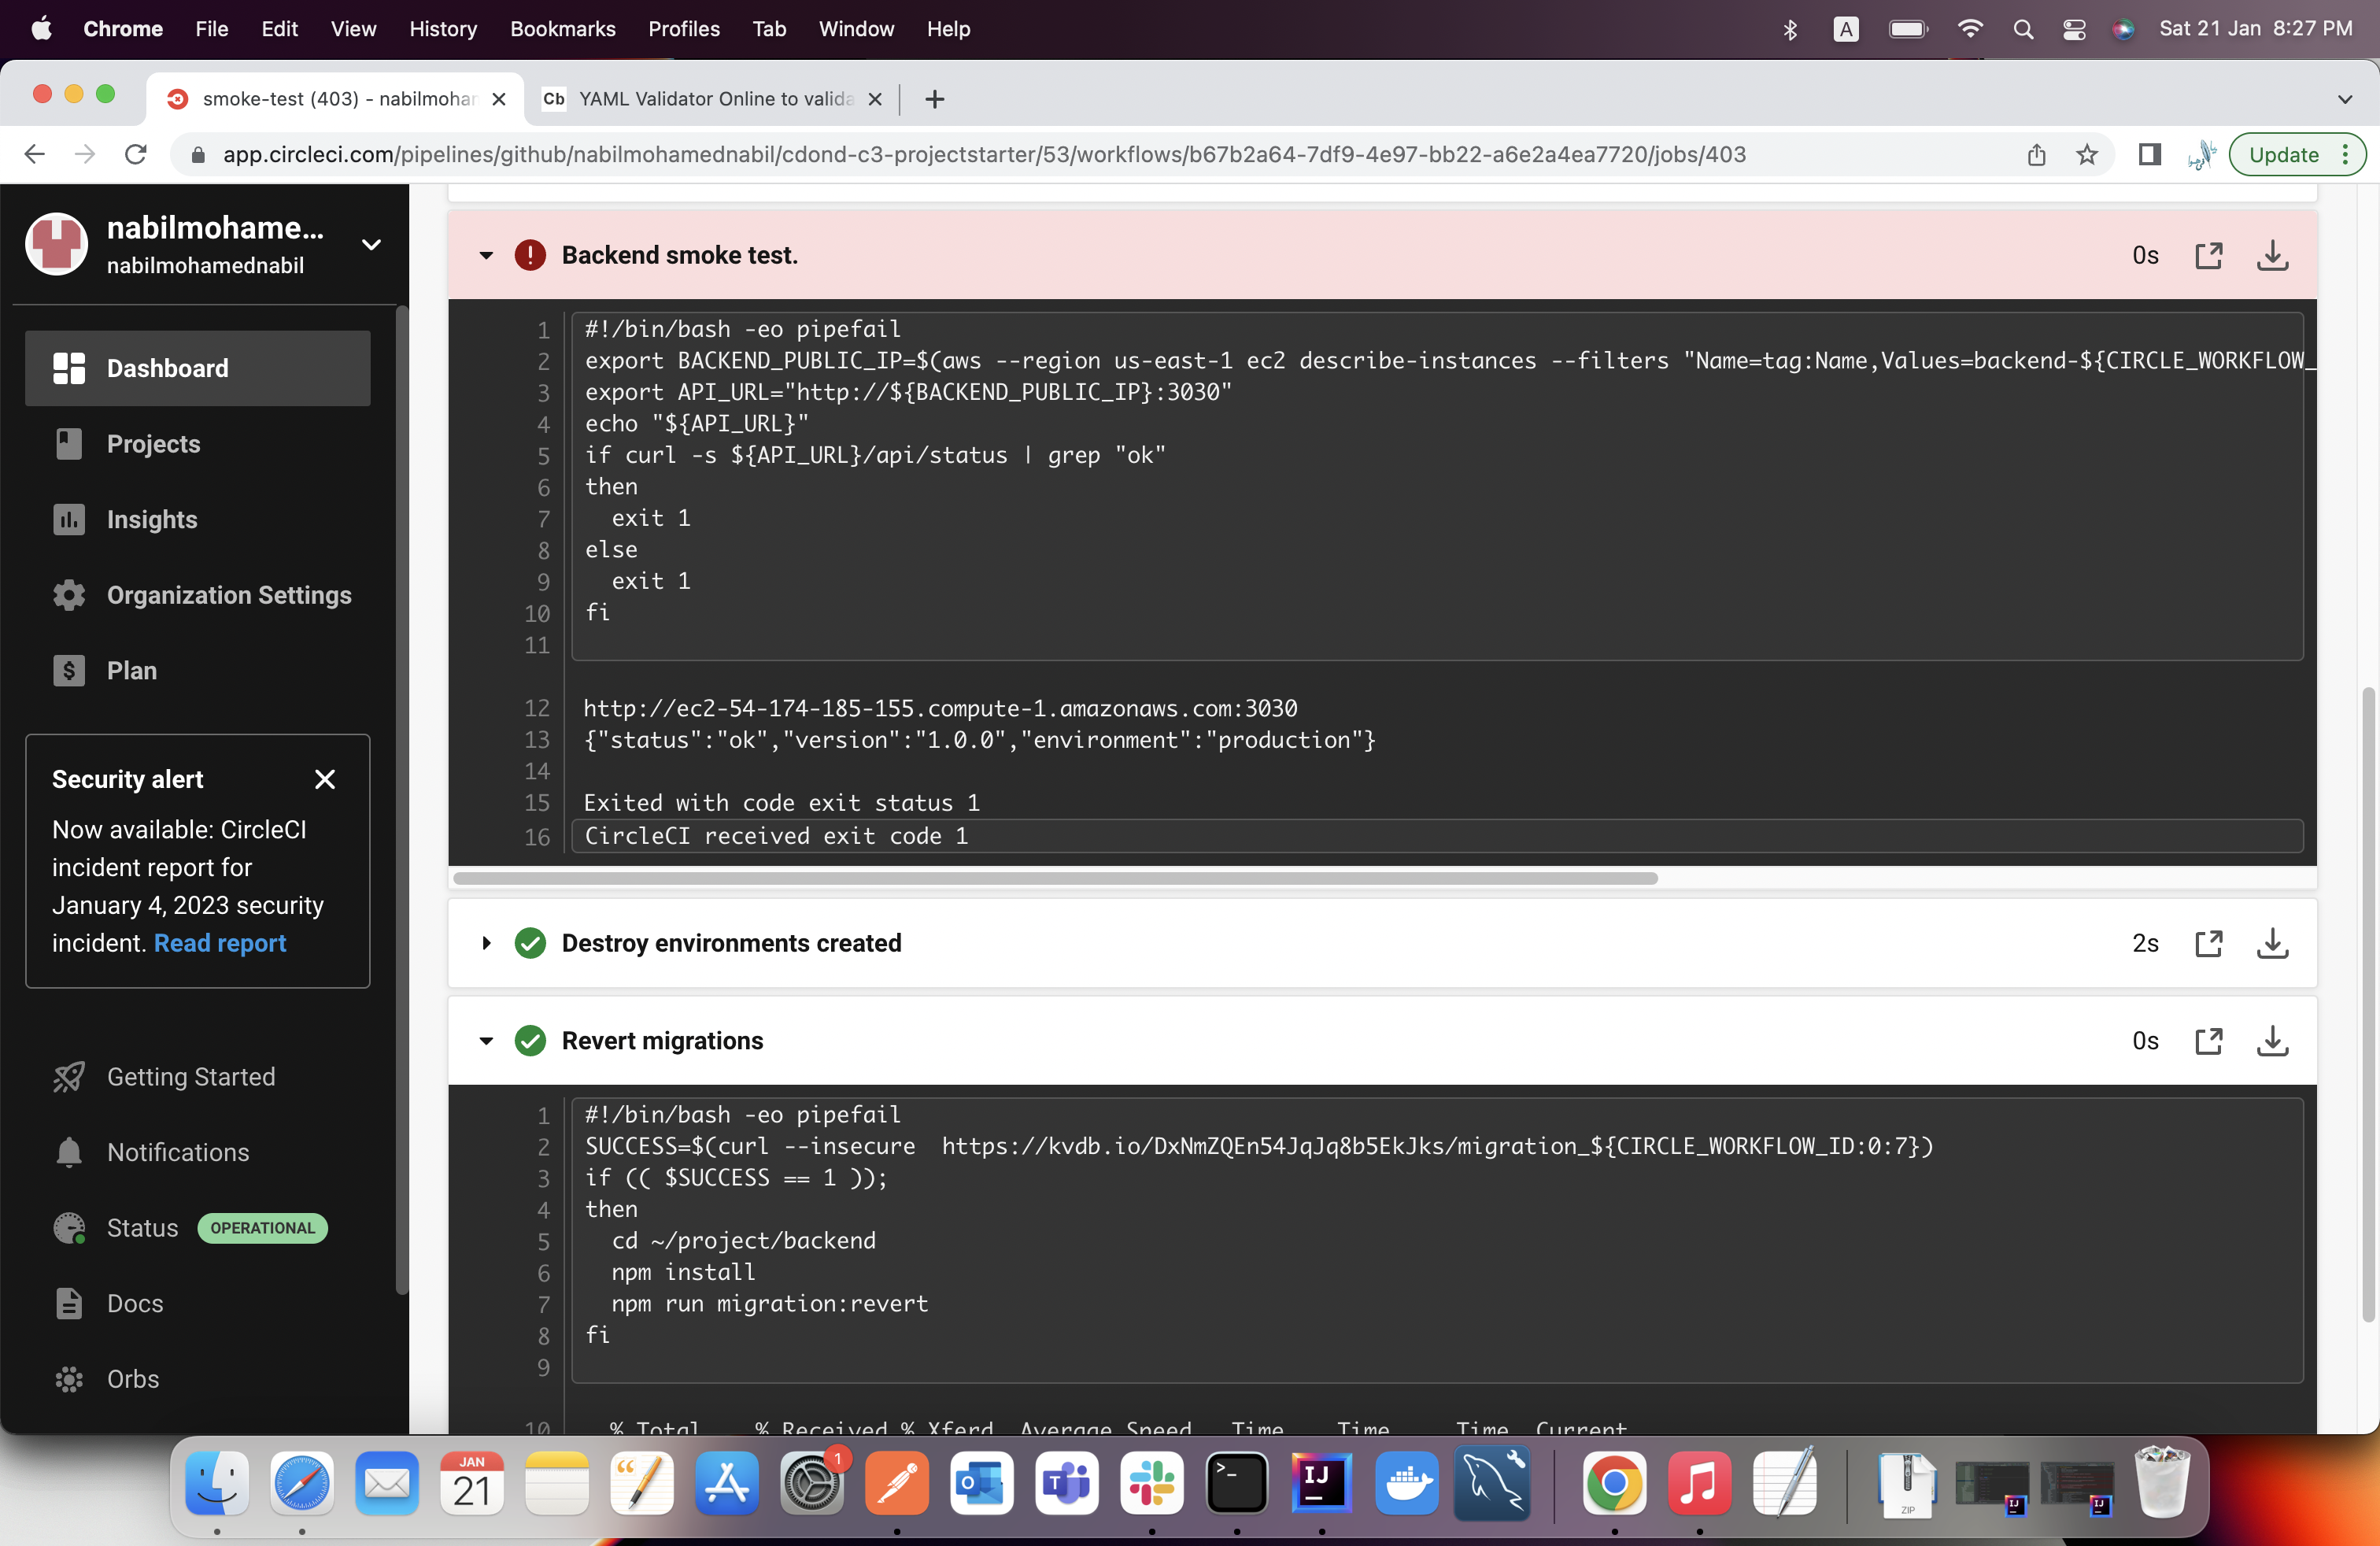 Chrome File Edit View History Bookmarks Profiles Tab Window Help
A
Sat 21 Jan 8:27 PM
smoke-test (403) - nabilmohar
Cb YAML Validator Online to valida
app.circleci.com/pipelines/github/nabilmohamednabil/cdond-c3-projectstarter/53/workflows/b67b2a64-7df9-4e97-bb22-a6e2a4ea7720/jobs/403
Update
nabilmohame...
nabilmohamednabil
Dashboard
Projects
Insights
Organization Settings
Plan
Security alert
Now available: CircleCI
incident report for
January 4, 2023 security
incident. Read report
Getting Started
Notifications
Status OPERATIONAL
Docs
Orbs
Backend smoke test.
0s
1 #!/bin/bash -eo pipefail
2 export BACKEND_PUBLIC_IP=$(aws --region us-east-1 ec2 describe-instances --filters "Name=tag:Name,Values=backend-${CIRCLE_WORKFLOW_
3 export API_URL="http://${BACKEND_PUBLIC_IP}:3030"
4 echo "${API_URL}"
5 if curl -s ${API_URL}/api/status | grep "ok"
6 then
7 exit 1
8 else
9 exit 1
10 fi
11
12 http://ec2-54-174-185-155.compute-1.amazonaws.com:3030
13 {"status":"ok","version":"1.0.0","environment":"production"}
14
15 Exited with code exit status 1
16 CircleCI received exit code 1
Destroy environments created
2s
Revert migrations
0s
1 #!/bin/bash -eo pipefail
2 SUCCESS=$(curl --insecure  https://kvdb.io/DxNmZQEn54JqJq8b5EkJks/migration_${CIRCLE_WORKFLOW_ID:0:7})
3 if (( $SUCCESS == 1 ));
4 then
5 cd ~/project/backend
6 npm install
7 npm run migration:revert
8 fi
9
10 % Total % Received % Xferd Average Speed Time Time Time Current
JAN
21
1
IJ
ZIP